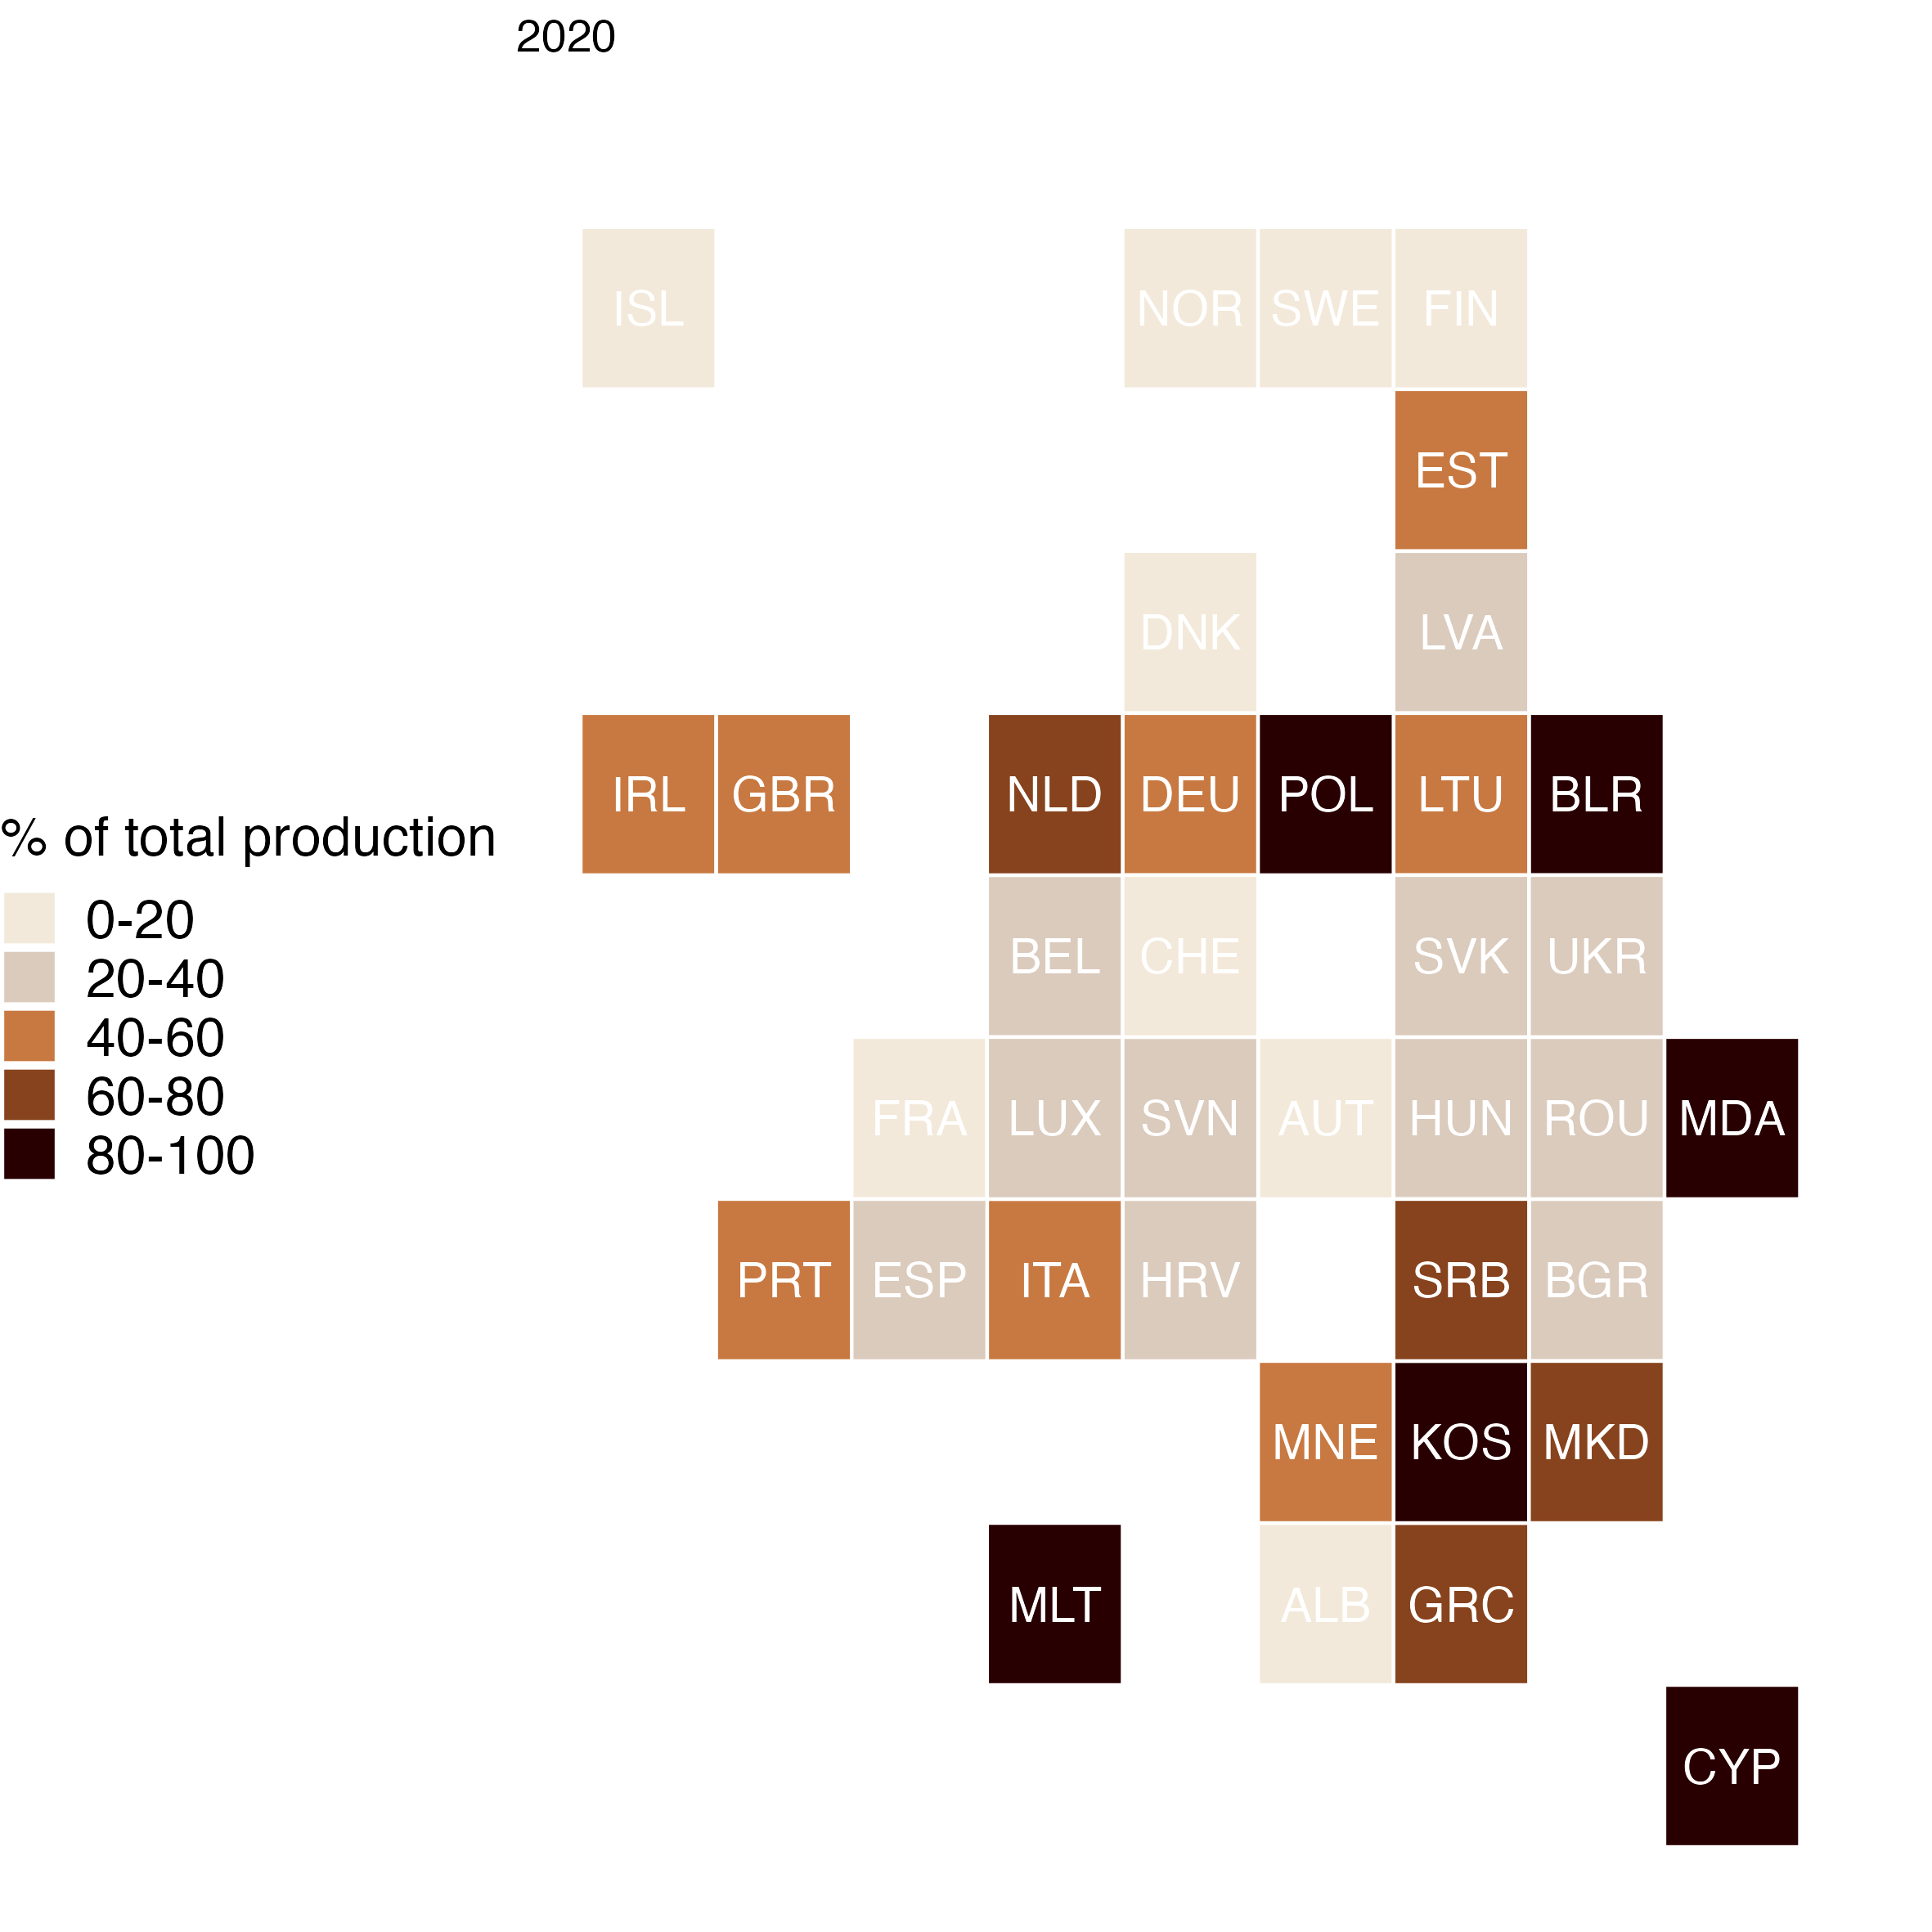 2020
ISL NOR SWE FIN
EST
DNK LVA
IRL GBR NLD DEU POL LTU BLR
% of total production
0-20
20-40
40-60
60-80
80-100
BEL CHE SVK UKR
FRA LUX SVN AUT HUN ROU MDA
PRT ESP ITA HRV SRB BGR
MNE KOS MKD
MLT ALB GRC
CYP